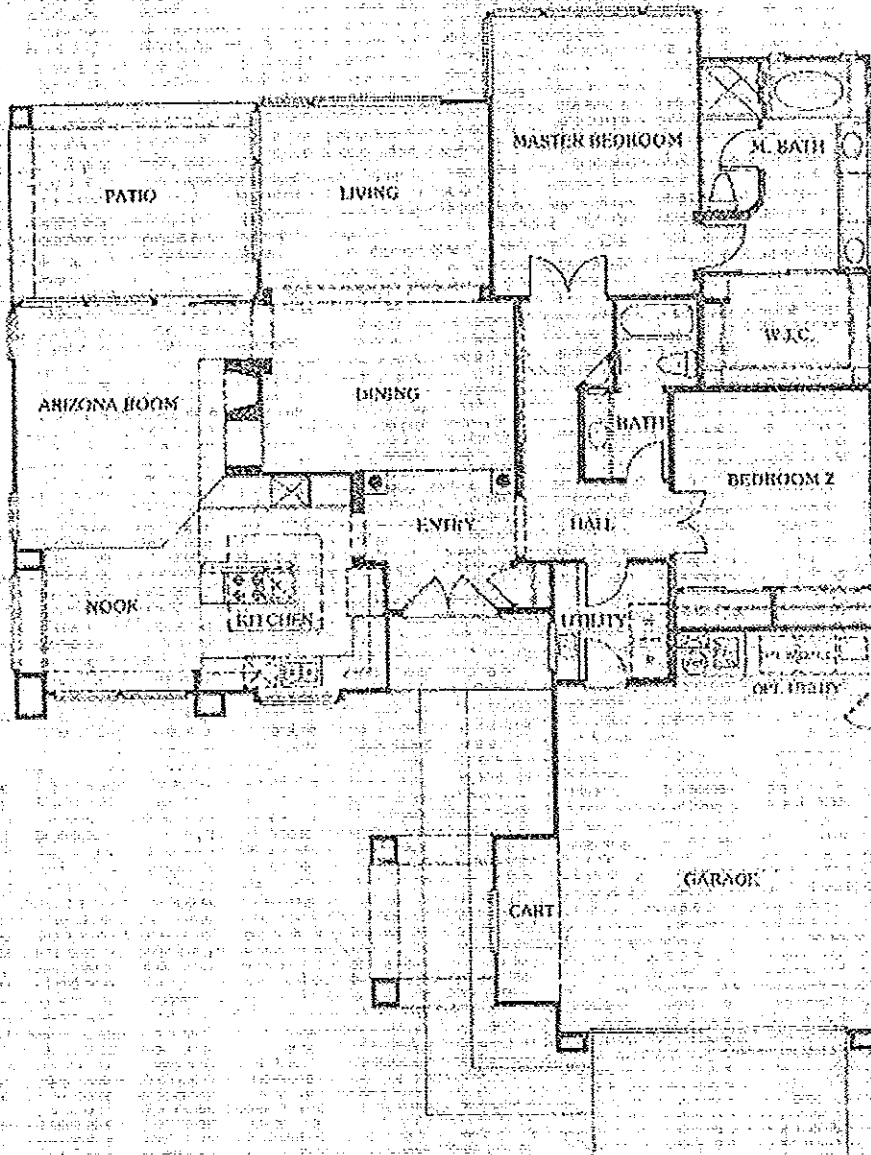 MASTER BEDROOM
M. BATH
PATIO
LIVING
W.I.C.
ARIZONA ROOM
DINING
BATH
BEDROOM 2
ENTRY
HALL
NOOK
KITCHEN
UTILITY
OPT. UTILITY
GARAGE
CART